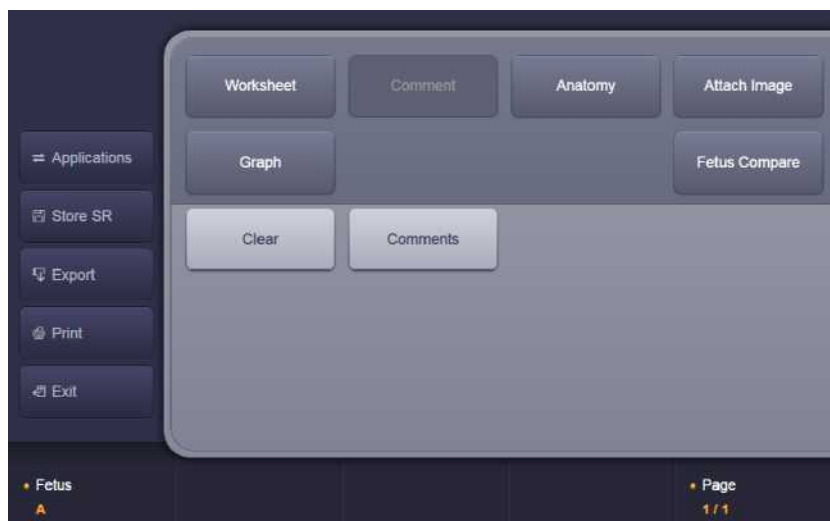 Worksheet
Comment
Anatomy
Attach Image
Applications
Graph
Fetus Compare
Store SR
Clear
Comments
Export
Print
Exit
Fetus
A
Page
1 / 1